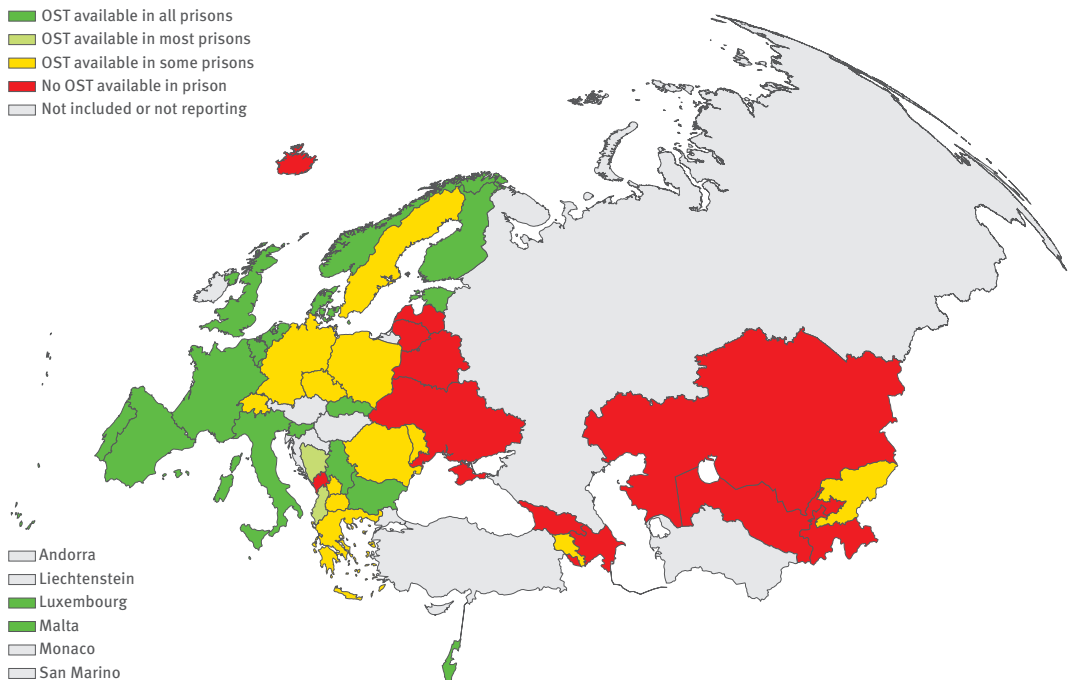 OST available in all prisons
OST available in most prisons
OST available in some prisons
No OST available in prison
Not included or not reporting
Andorra
Liechtenstein
Luxembourg
Malta
Monaco
San Marino